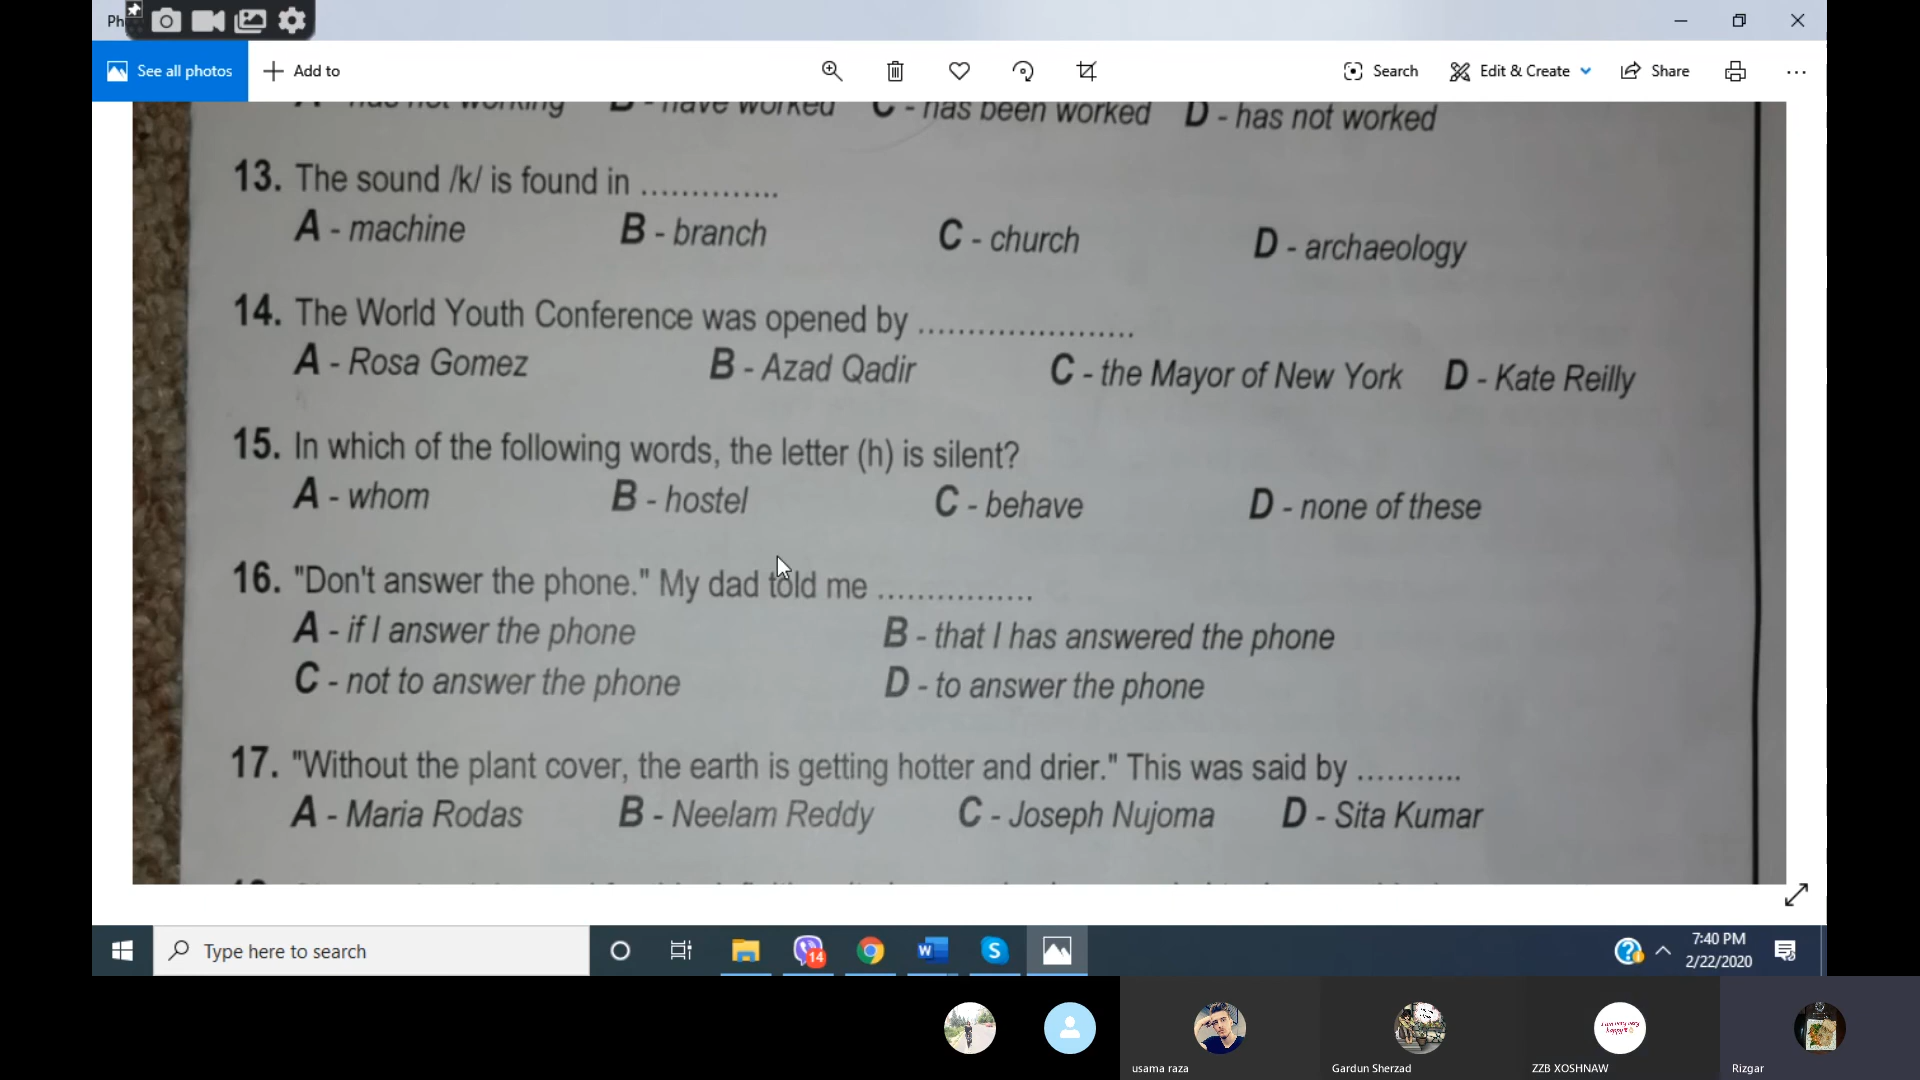 Ph
See all photos
Add to
Search
Edit & Create
Share
A - has not working B - have worked C - has been worked D - has not worked
13. The sound /k/ is found in ..............
A - machine B - branch C - church D - archaeology
14. The World Youth Conference was opened by ......................
A - Rosa Gomez B - Azad Qadir C - the Mayor of New York D - Kate Reilly
15. In which of the following words, the letter (h) is silent?
A - whom B - hostel C - behave D - none of these
16. "Don't answer the phone." My dad told me ................
A - if I answer the phone B - that I has answered the phone
C - not to answer the phone D - to answer the phone
17. "Without the plant cover, the earth is getting hotter and drier." This was said by ...........
A - Maria Rodas B - Neelam Reddy C - Joseph Nujoma D - Sita Kumar
Type here to search
14
7:40 PM
2/22/2020
usama raza
Gardun Sherzad
ZZB XOSHNAW
Rizgar